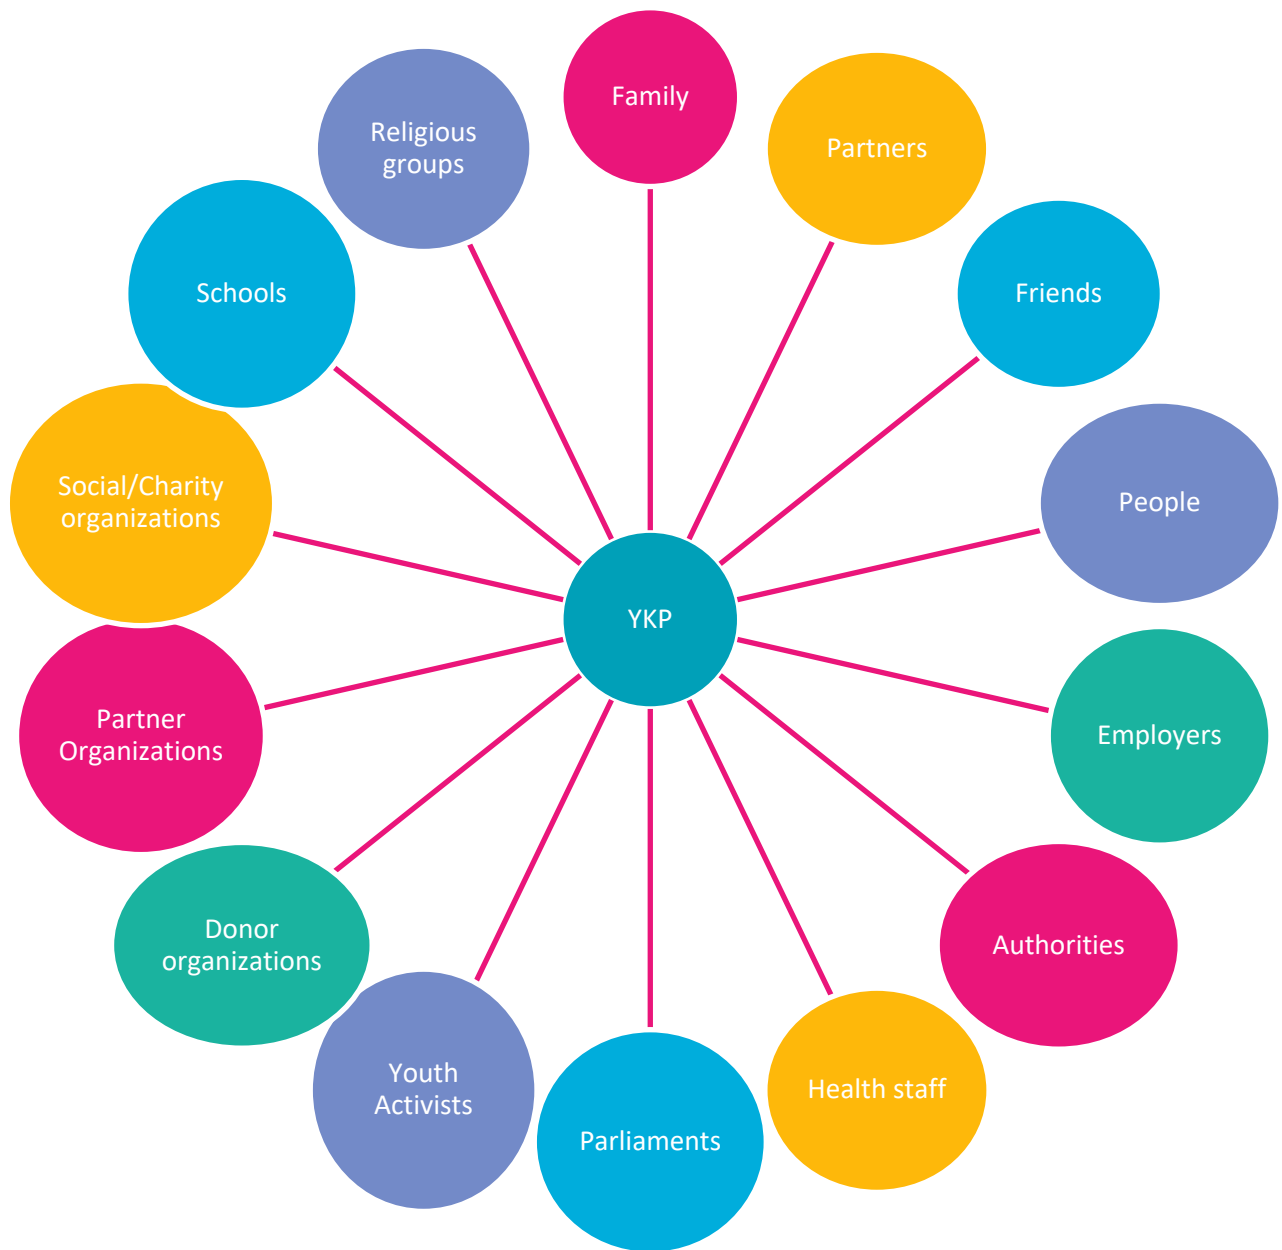 Family
Partners
Religious
groups
Schools
Friends
Social/Charity
organizations
People
YKP
Partner
Organizations
Employers
Donor
organizations
Authorities
Youth
Activists
Health staff
Parliaments